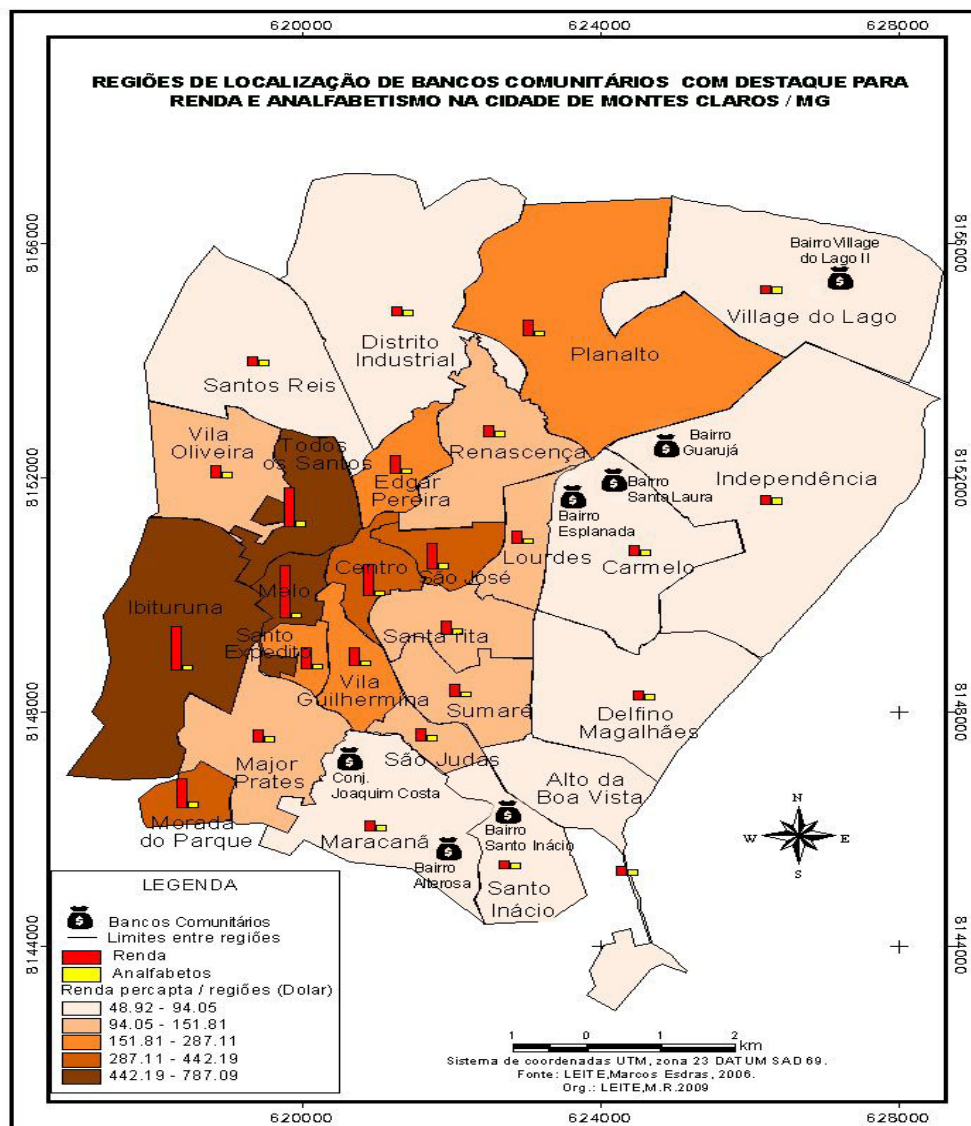 620000 624000 628000
REGIÕES DE LOCALIZAÇÃO DE BANCOS COMUNITÁRIOS COM DESTAQUE PARA
RENDA E ANALFABETISMO NA CIDADE DE MONTES CLAROS / MG
8156000
8156000
Bairro Village
do Lago II
Village do Lago
Distrito
Industrial
Planalto
Santos Reis
Vila
Oliveira
Todos
os Santos
Renascença
Edgar
Pereira
Bairro
Guarujá
8152000
8152000
Independência
Bairro
Santa Laura
Bairro
Esplanada
Lourdes
Carmelo
Centro
São José
Melo
Ibituruna
Santo
Expedito
Santa rita
Vila
Guilhermina
Sumaré
8148000
8148000
Delfino
Magalhães
São Judas
Major
Prates
Conj.
Joaquim Costa
Alto da
Boa Vista
Morada
do Parque
Maracanã
Bairro
Santo Inácio
Bairro
Alterosa
Santo
Inácio
N
W E
S
8144000
8144000
LEGENDA
$ Bancos Comunitários
Limites entre regiões
Renda
Analfabetos
Renda percapta / regiões (Dolar)
48.92 - 94.05
94.05 - 151.81
151.81 - 287.11
287.11 - 442.19
442.19 - 787.09
1 0 1 2
km
Sistema de coordenadas UTM, zona 23 DATUM SAD 69.
Fonte: LEITE,Marcos Esdras, 2006.
Org.: LEITE,M.R.2009
620000 624000 628000